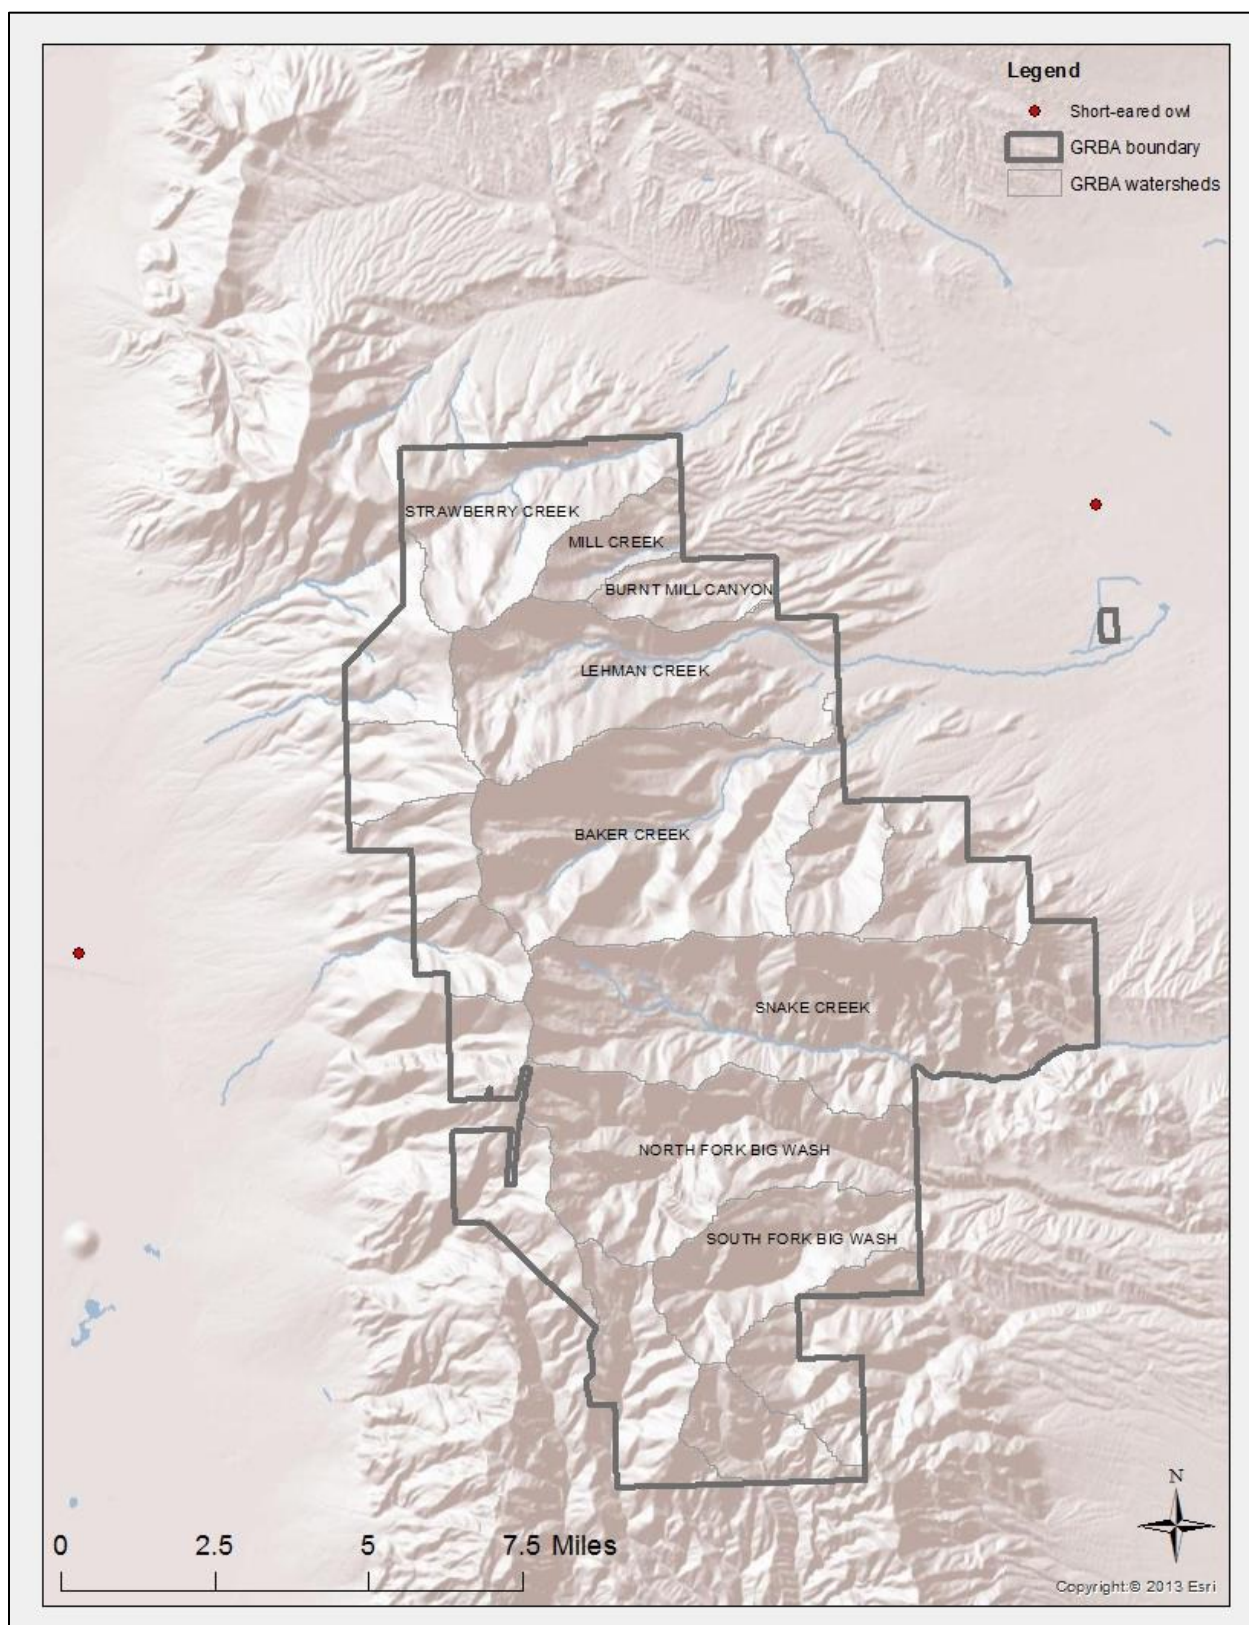 Legend
Short-eared owl
GRBA boundary
GRBA watersheds
STRAWBERRY CREEK
MILL CREEK
BURNT MILL CANYON
LEHMAN CREEK
BAKER CREEK
SNAKE CREEK
NORTH FORK BIG WASH
SOUTH FORK BIG WASH
N
0 2.5 5 7.5 Miles
Copyright:© 2013 Esri